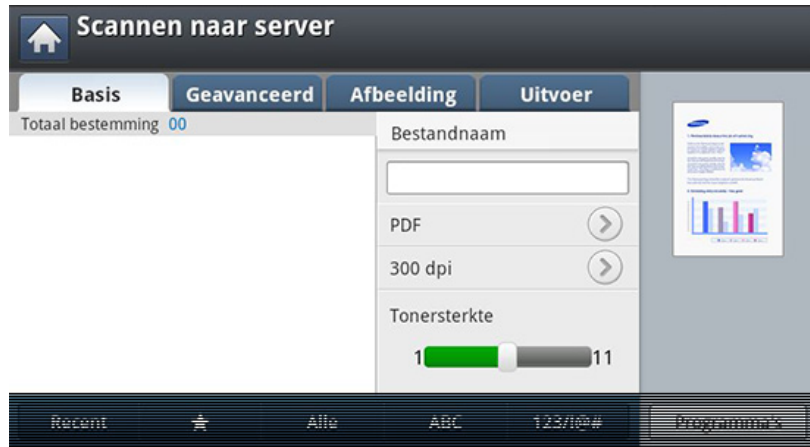 Scannen naar server
Basis Geavanceerd Afbeelding Uitvoer
Totaal bestemming 00
Bestandnaam
PDF
300 dpi
Tonersterkte
1 11
Recent Alle ABC 123/!@# Programma's